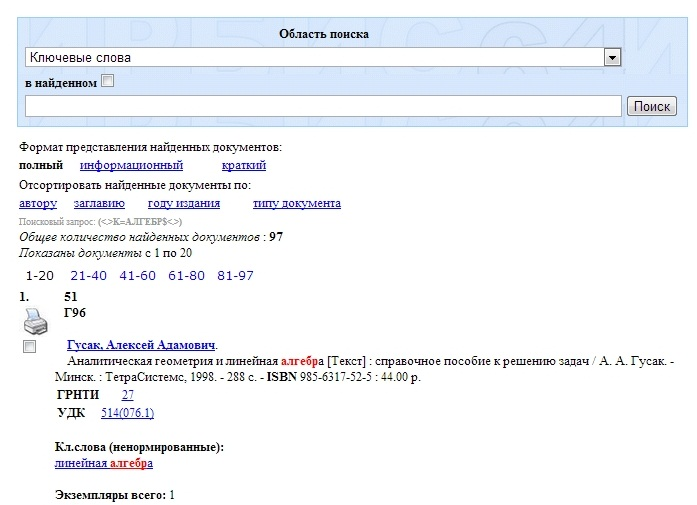 ИРБИС64И
Область поиска
Ключевые слова
в найденном
Поиск
Формат представления найденных документов:
полный информационный краткий
Отсортировать найденные документы по:
автору заглавию году издания типу документа
Поисковый запрос: (<.>K=АЛГЕБР$<.>)
Общее количество найденных документов : 97
Показаны документы с 1 по 20
1-20 21-40 41-60 61-80 81-97
1. 51
Г96
Гусак, Алексей Адамович.
Аналитическая геометрия и линейная алгебра [Текст] : справочное пособие к решению задач / А. А. Гусак. -
Минск. : ТетраСистемс, 1998. - 288 с. - ISBN 985-6317-52-5 : 44.00 р.
ГРНТИ 27
УДК 514(076.1)
Кл.слова (ненормированные):
линейная алгебра
Экземпляры всего: 1